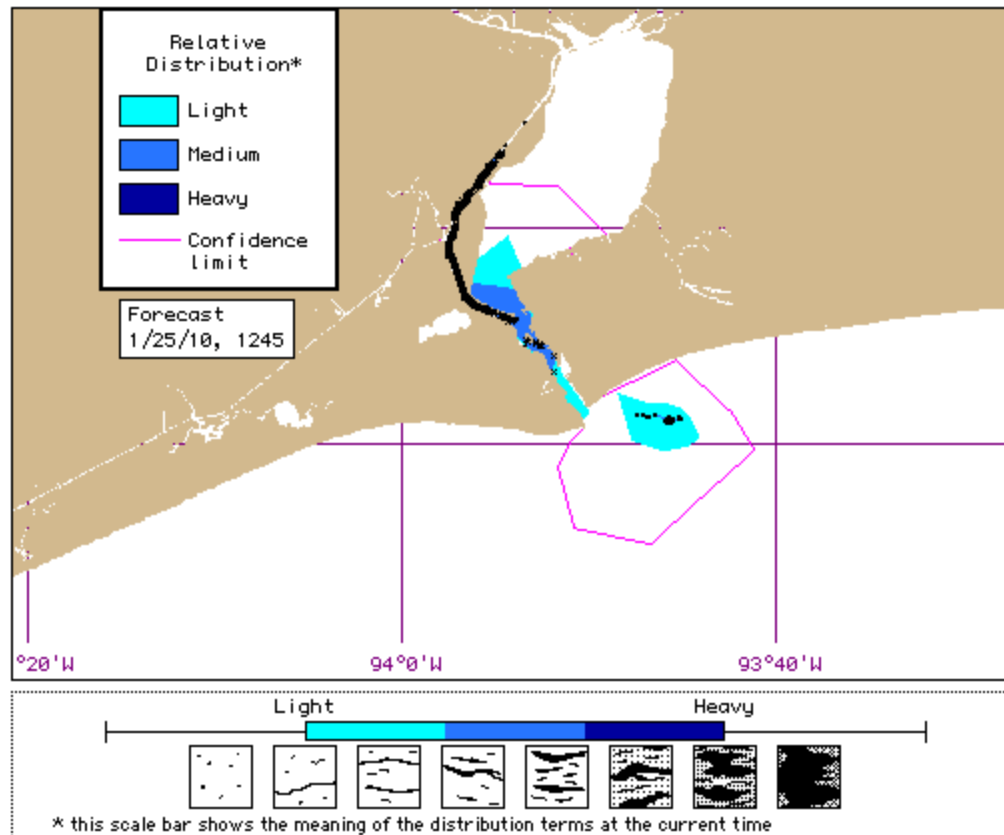 Relative
Distribution*
Light
Medium
Heavy
Confidence
limit
Forecast
1/25/10, 1245
°20'W
94°0'W
93°40'W
Light
Heavy
* this scale bar shows the meaning of the distribution terms at the current time